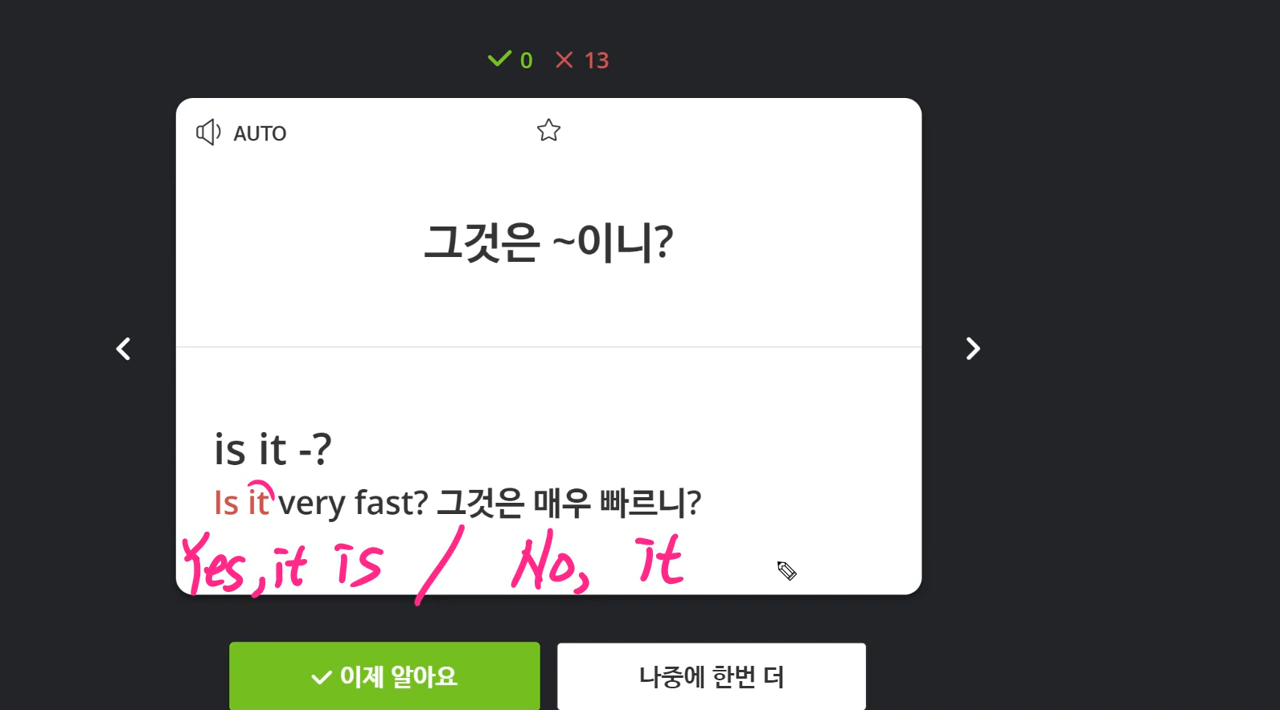 0 13
AUTO
그것은 ~이니?
is it -?
Is it very fast? 그것은 매우 빠르니?
Yes, it is / No, it
이제 알아요 나중에 한번 더